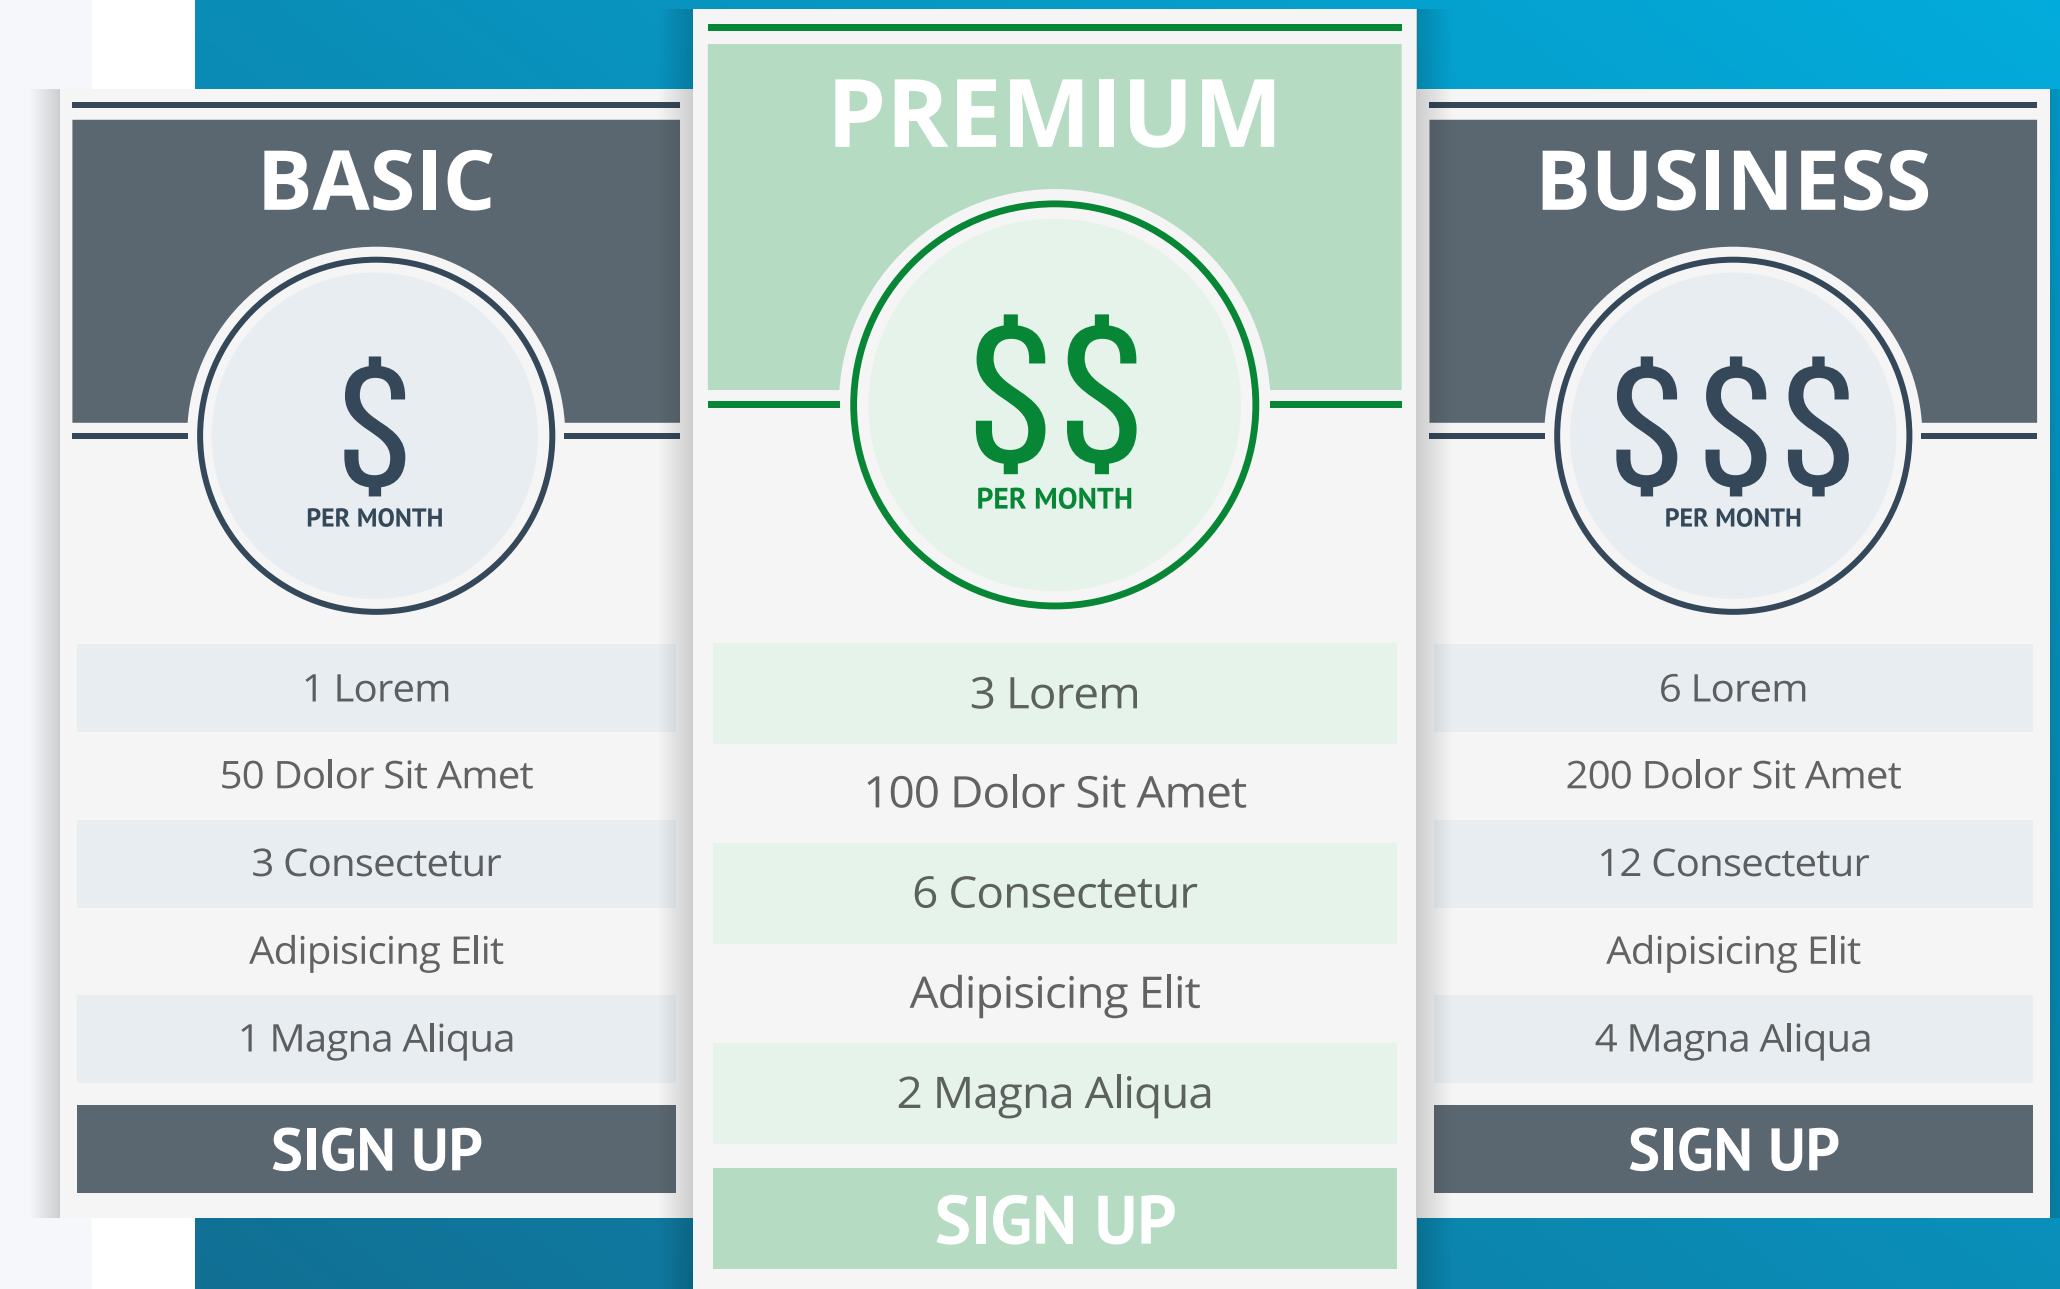 BASIC
$
PER MONTH
1 Lorem
50 Dolor Sit Amet
3 Consectetur
Adipisicing Elit
1 Magna Aliqua
SIGN UP
PREMIUM
$$
PER MONTH
3 Lorem
100 Dolor Sit Amet
6 Consectetur
Adipisicing Elit
2 Magna Aliqua
SIGN UP
BUSINESS
$$$
PER MONTH
6 Lorem
200 Dolor Sit Amet
12 Consectetur
Adipisicing Elit
4 Magna Aliqua
SIGN UP